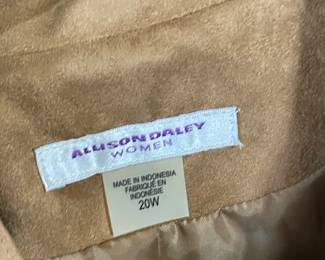 ALLISON DALEY
WOMEN
MADE IN INDONESIA
FABRIQUÉ EN
INDONÉSIE
20W